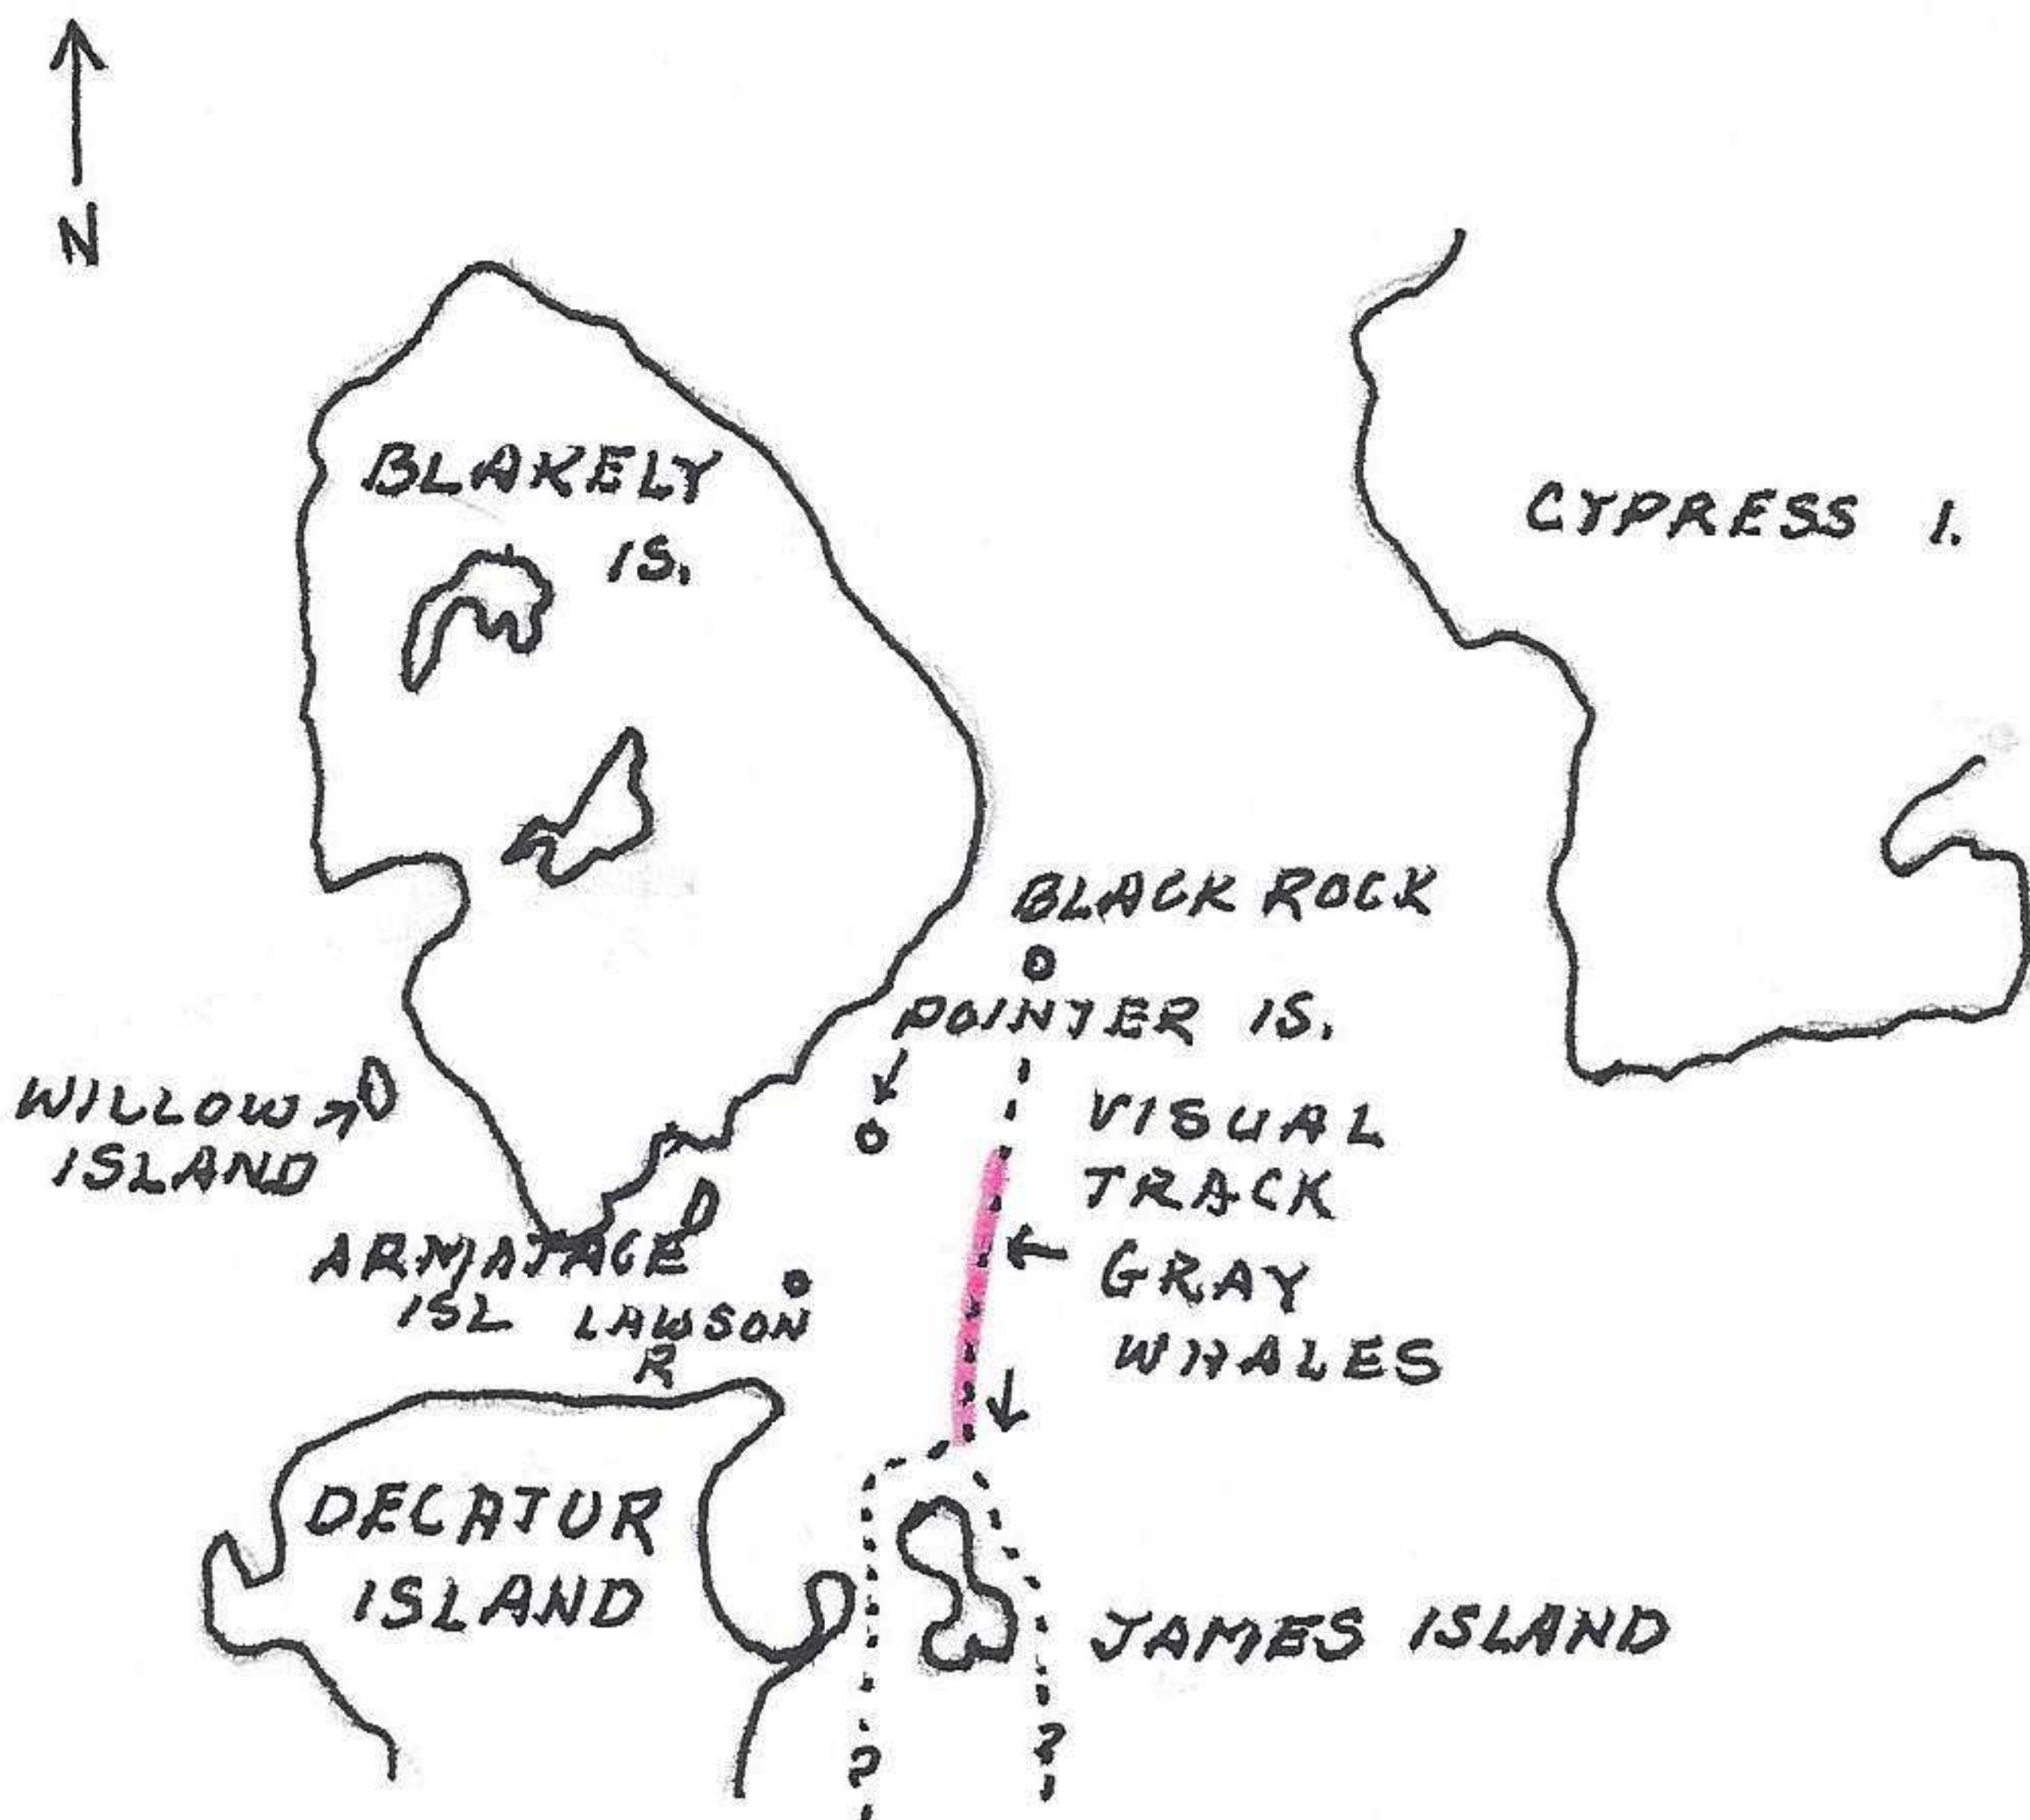 N
BLAKELY
IS.
CYPRESS I.
BLACK ROCK
POINTER IS.
WILLOW
ISLAND
VISUAL
TRACK
GRAY
WHALES
ARMATAGE
ISL
LAWSON
R
DECATUR
ISLAND
JAMES ISLAND
?
?